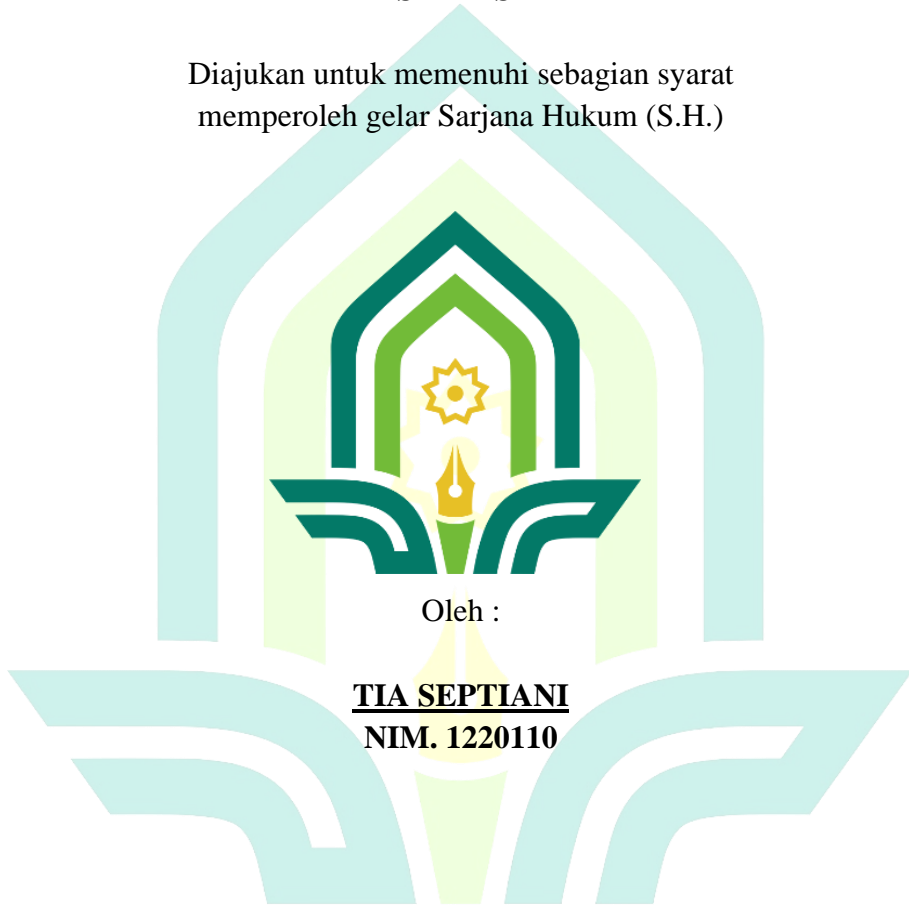 Diajukan untuk memenuhi sebagian syarat
memperoleh gelar Sarjana Hukum (S.H.)
Oleh :
TIA SEPTIANI
NIM. 1220110